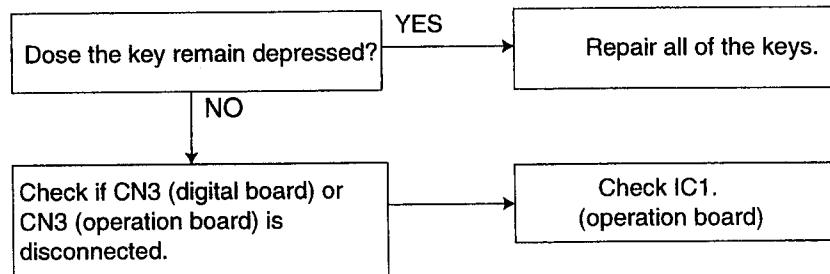 Dose the key remain depressed?
YES
Repair all of the keys.
NO
Check if CN3 (digital board) or
CN3 (operation board) is
disconnected.
Check IC1.
(operation board)